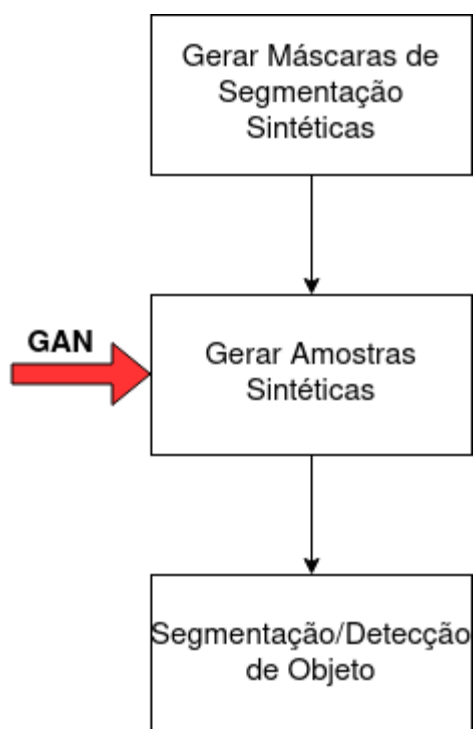 Gerar Máscaras de
Segmentação
Sintéticas
GAN
Gerar Amostras
Sintéticas
Segmentação/Detecção
de Objeto